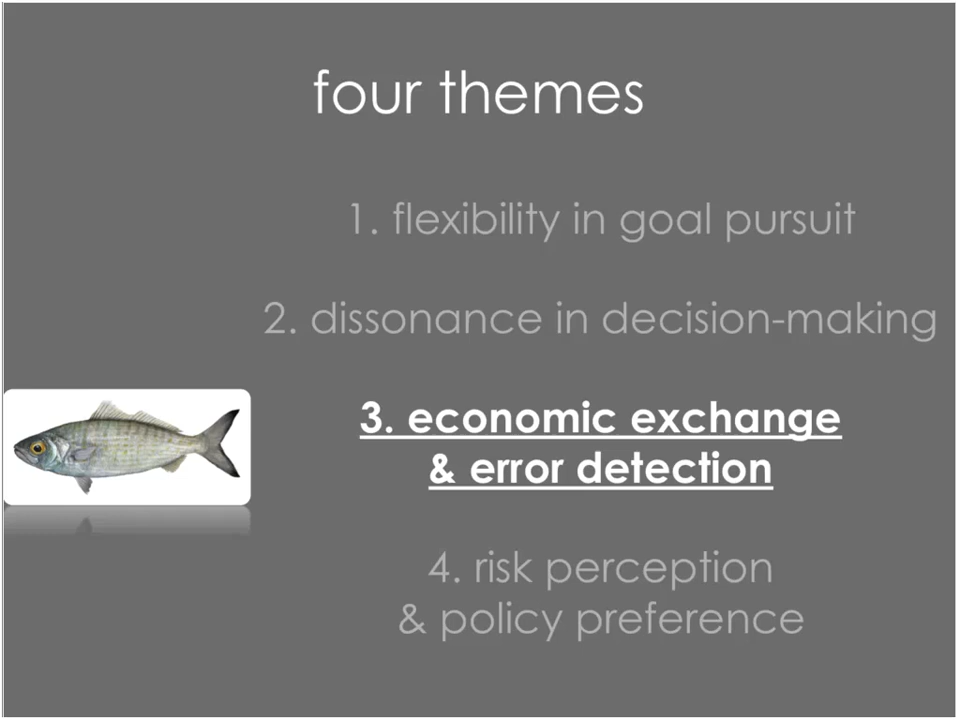 four themes
1. flexibility in goal pursuit
2. dissonance in decision-making
3. economic exchange
& error detection
4. risk perception
& policy preference